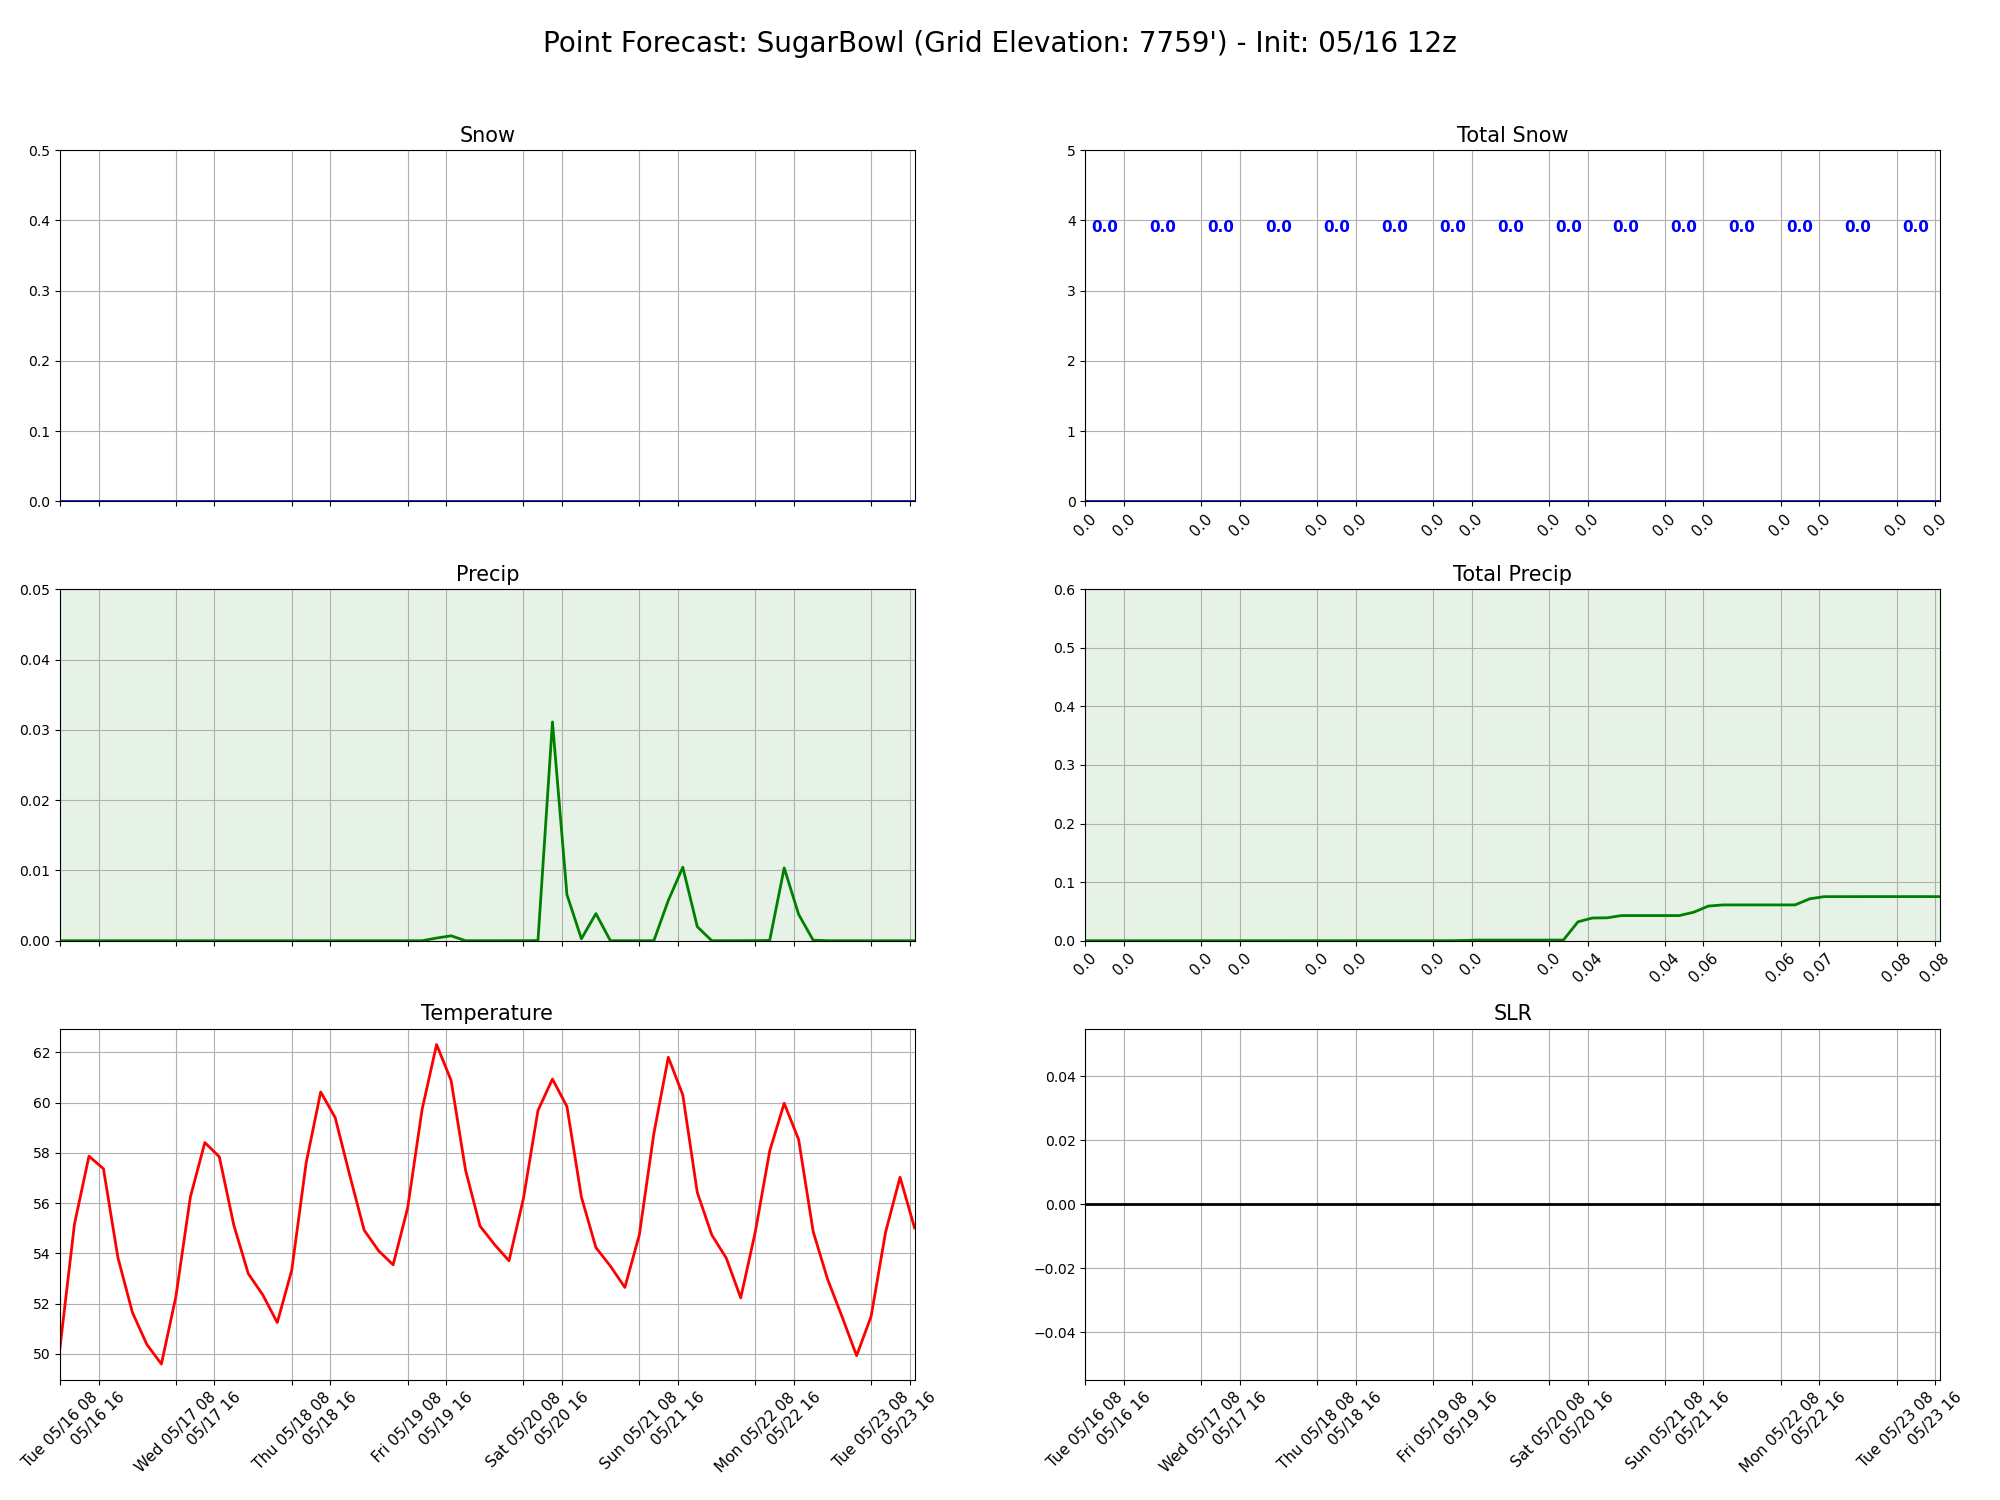 Point Forecast: SugarBowl (Grid Elevation: 7759') - Init: 05/16 12z
Snow
0.5
0.4
0.3
0.2
0.1
0.0
Total Snow
5
4
3
2
1
0
0.0 0.0 0.0 0.0 0.0 0.0 0.0 0.0 0.0 0.0 0.0 0.0 0.0 0.0 0.0
0.0 0.0 0.0 0.0 0.0 0.0 0.0 0.0 0.0 0.0 0.0 0.0 0.0 0.0 0.0 0.0
Precip
0.05
0.04
0.03
0.02
0.01
0.00
Total Precip
0.6
0.5
0.4
0.3
0.2
0.1
0.0
0.0 0.0 0.0 0.0 0.0 0.0 0.0 0.0 0.0 0.04 0.04 0.06 0.06 0.07 0.08 0.08
Temperature
62
60
58
56
54
52
50
Tue 05/16 08
05/16 16
Wed 05/17 08
05/17 16
Thu 05/18 08
05/18 16
Fri 05/19 08
05/19 16
Sat 05/20 08
05/20 16
Sun 05/21 08
05/21 16
Mon 05/22 08
05/22 16
Tue 05/23 08
05/23 16
SLR
0.04
0.02
0.00
−0.02
−0.04
Tue 05/16 08
05/16 16
Wed 05/17 08
05/17 16
Thu 05/18 08
05/18 16
Fri 05/19 08
05/19 16
Sat 05/20 08
05/20 16
Sun 05/21 08
05/21 16
Mon 05/22 08
05/22 16
Tue 05/23 08
05/23 16